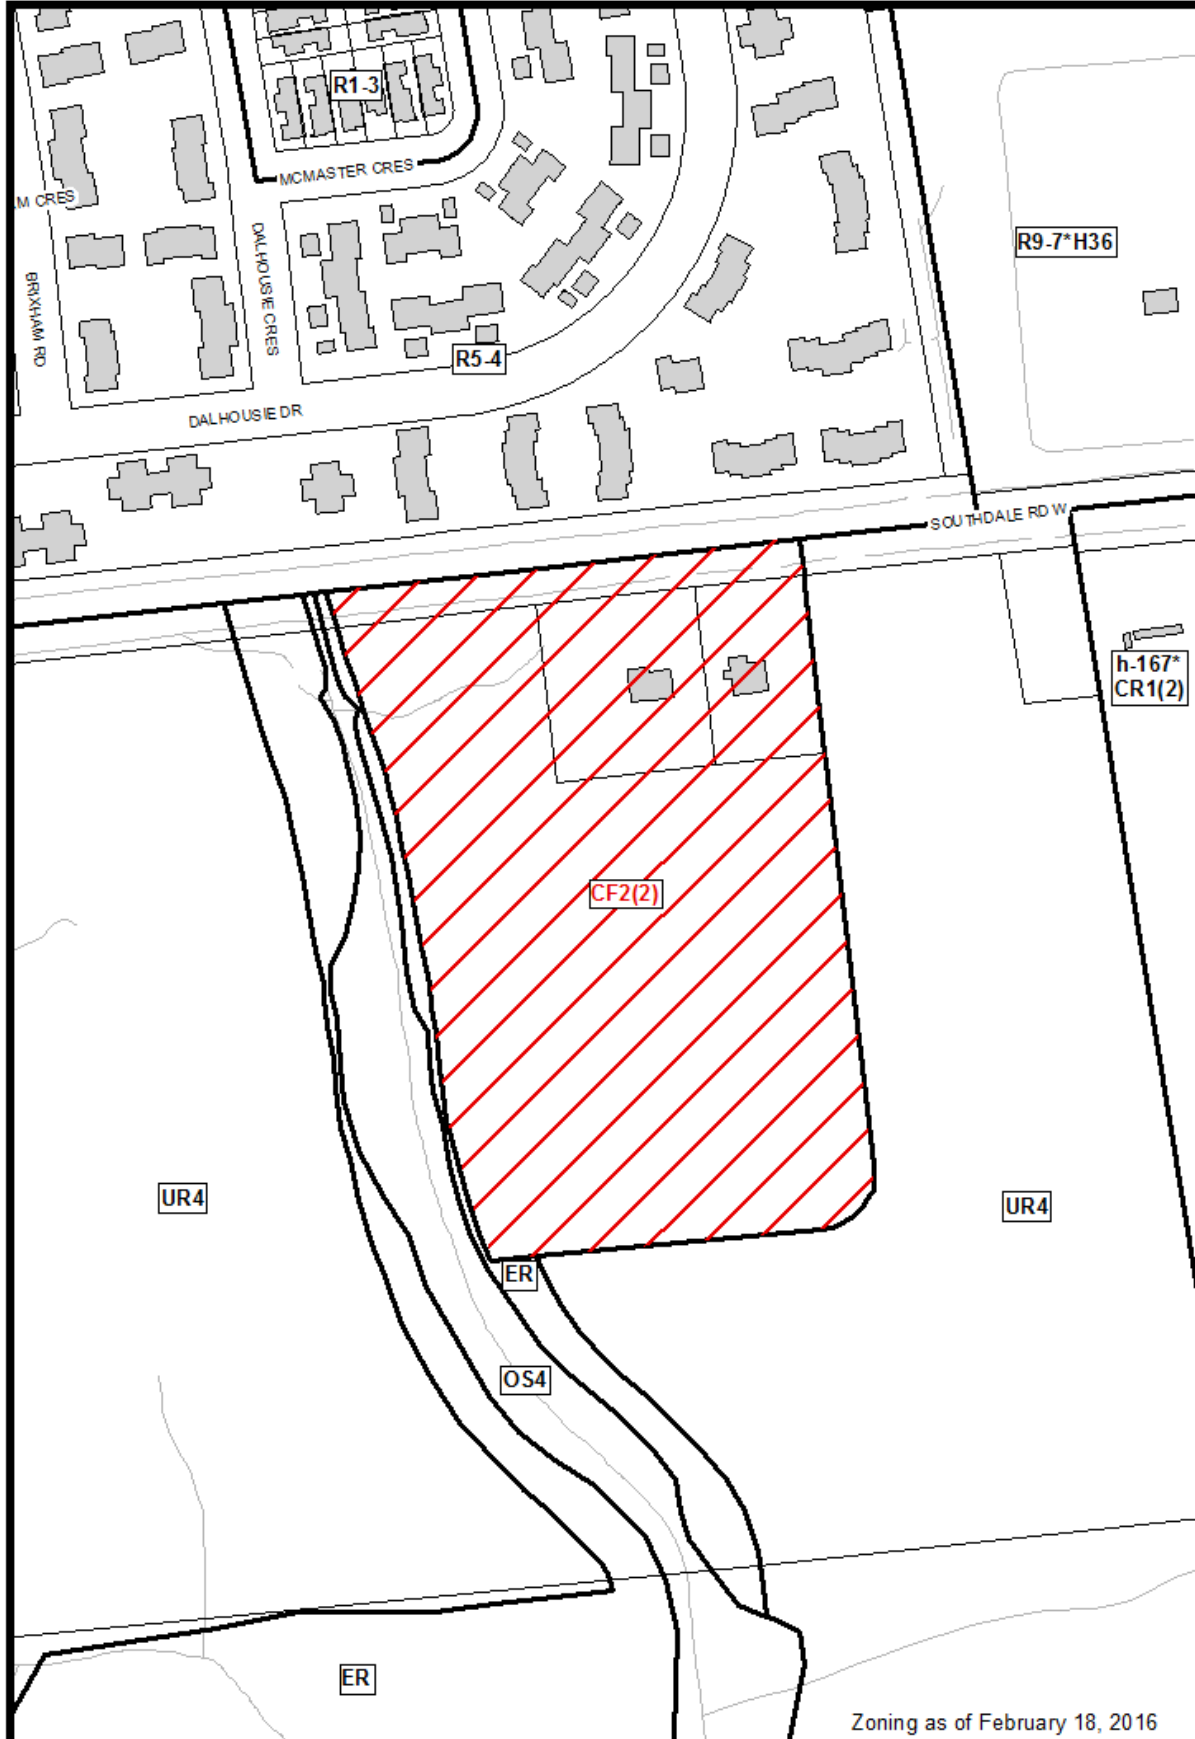 R1-3
MCMASTER CRES
M CRES
DALHOUSIE CRES
R9-7*H36
BRIXHAM RD
R5-4
DALHOUSIE DR
SOUTHDALE RD W
h-167*
CR1(2)
CF2(2)
UR4
UR4
ER
OS4
ER
Zoning as of February 18, 2016